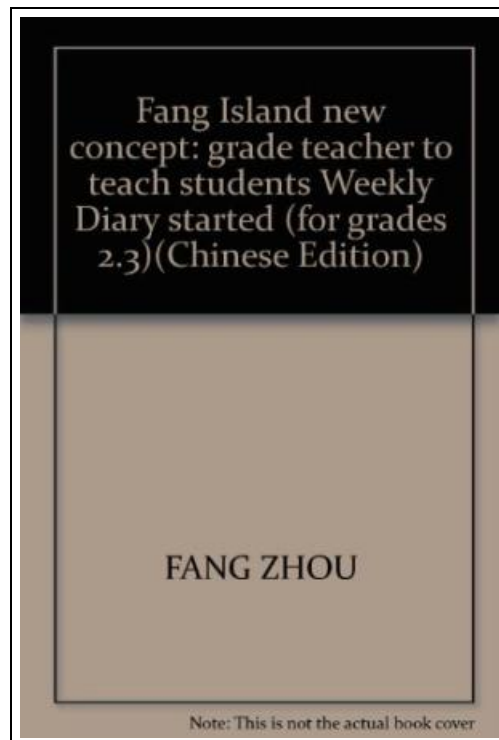 Fang Island new
concept: grade teacher to
teach students Weekly
Diary started (for grades
2.3)(Chinese Edition)
FANG ZHOU
Note: This is not the actual book cover